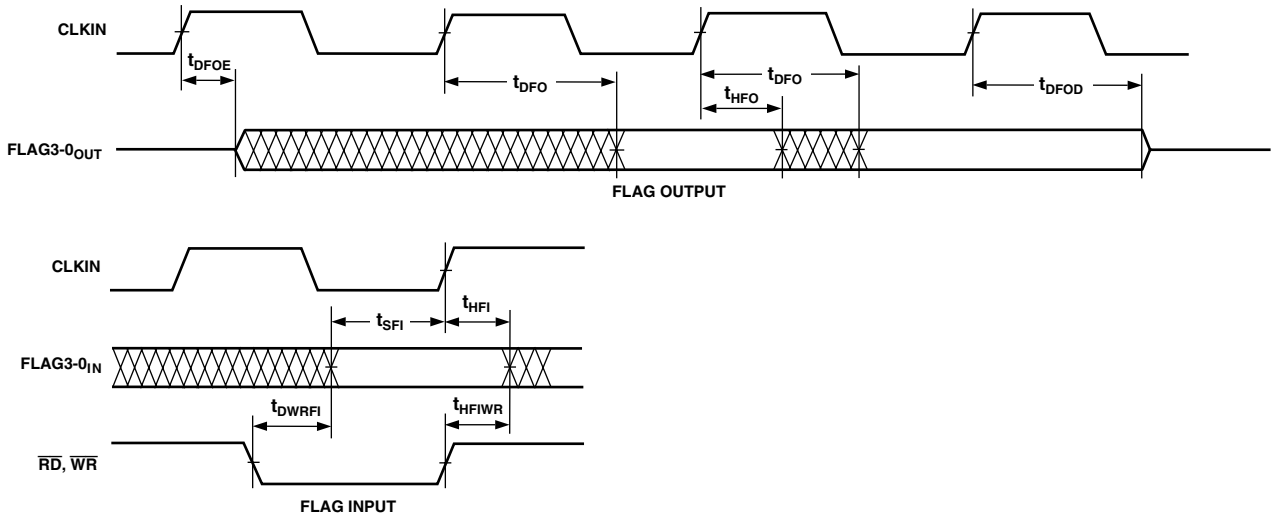 CLKIN
tDFOE
tDFO
tDFO
tHFO
tDFOD
FLAG3-0OUT
FLAG OUTPUT
CLKIN
tSFI
tHFI
FLAG3-0IN
tDWRFI
tHFIWR
RD, WR
FLAG INPUT